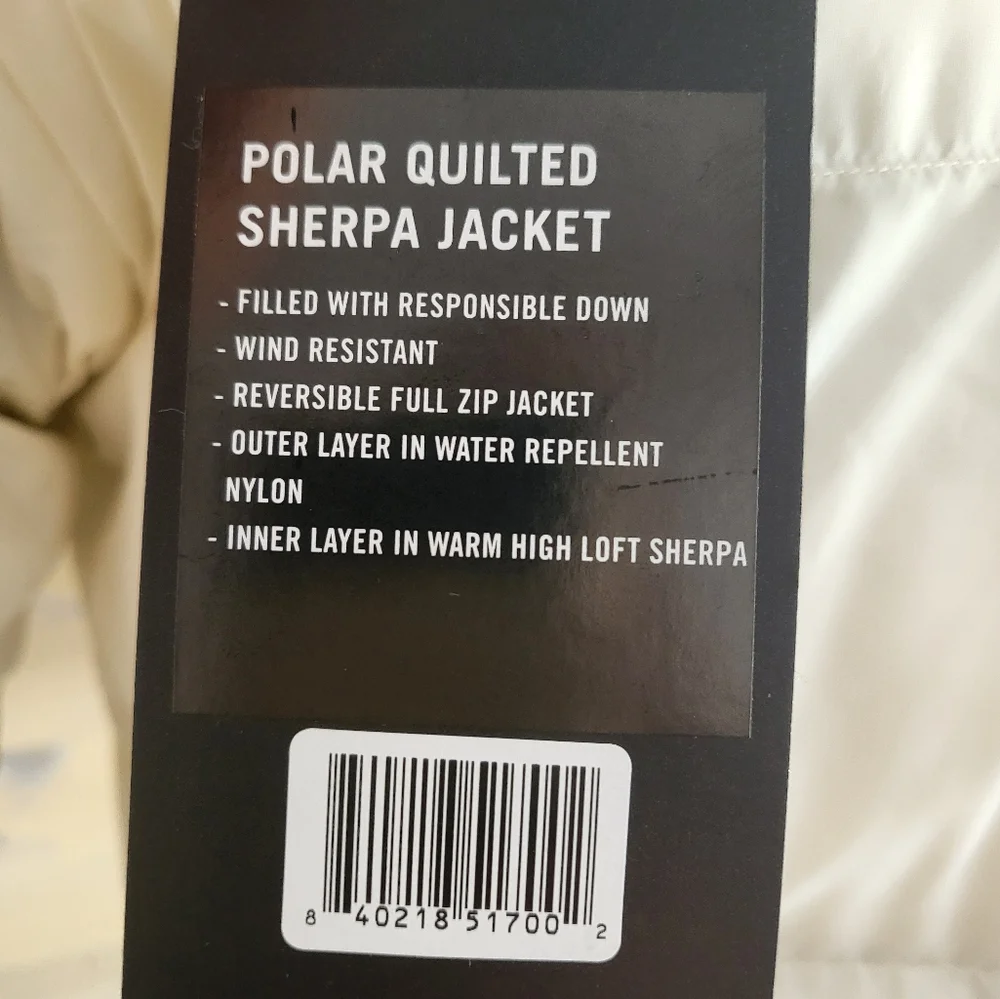 POLAR QUILTED
SHERPA JACKET
- FILLED WITH RESPONSIBLE DOWN
- WIND RESISTANT
- REVERSIBLE FULL ZIP JACKET
- OUTER LAYER IN WATER REPELLENT
NYLON
- INNER LAYER IN WARM HIGH LOFT SHERPA
8 40218 51700 2